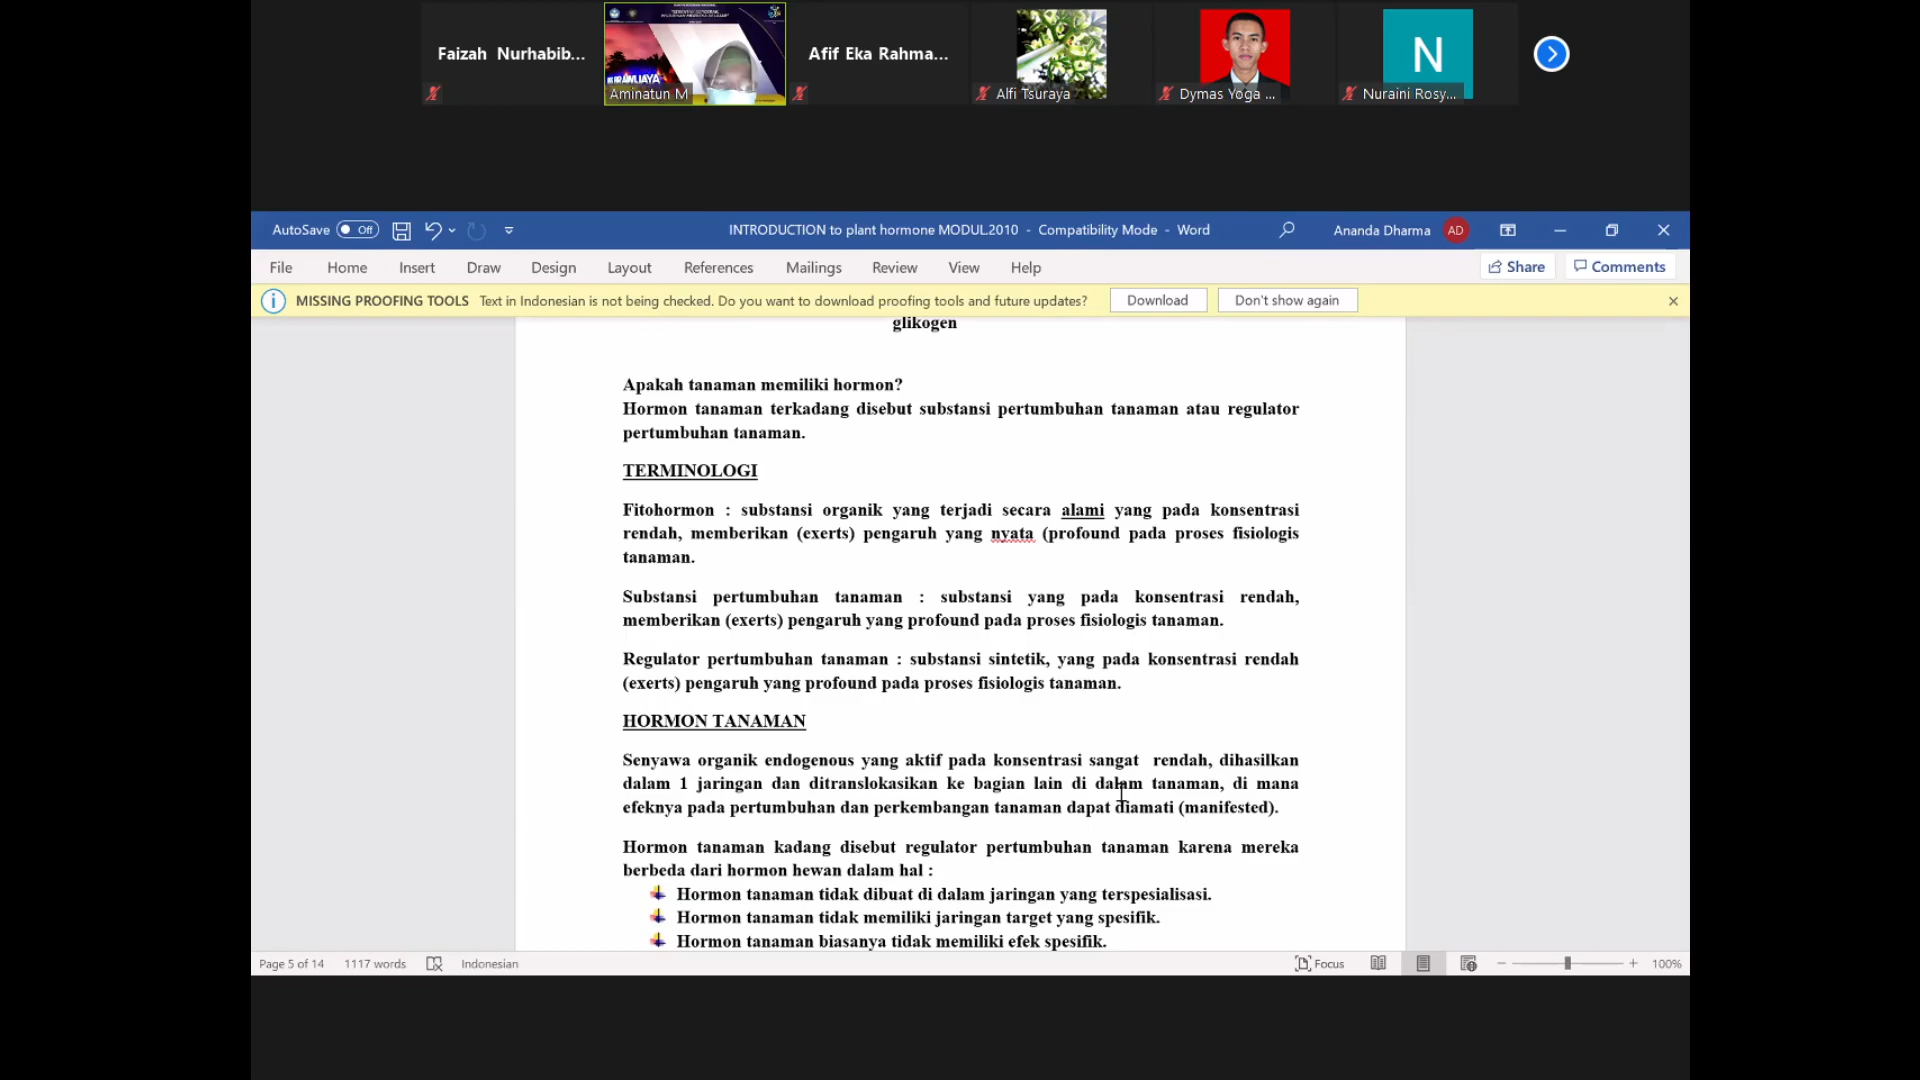 Faizah Nurhabib...
Aminatun M
Afif Eka Rahma...
Alfi Tsuraya
Dymas Yoga ...
N
Nuraini Rosy...
AutoSave Off
INTRODUCTION to plant hormone MODUL.2010 - Compatibility Mode - Word
Ananda Dharma AD
File Home Insert Draw Design Layout References Mailings Review View Help Share Comments
MISSING PROOFING TOOLS Text in Indonesian is not being checked. Do you want to download proofing tools and future updates? Download Don't show again
glikogen
Apakah tanaman memiliki hormon?
Hormon tanaman terkadang disebut substansi pertumbuhan tanaman atau regulator
pertumbuhan tanaman.
TERMINOLOGI
Fitohormon : substansi organik yang terjadi secara alami yang pada konsentrasi
rendah, memberikan (exerts) pengaruh yang nyata (profound pada proses fisiologis
tanaman.
Substansi pertumbuhan tanaman : substansi yang pada konsentrasi rendah,
memberikan (exerts) pengaruh yang profound pada proses fisiologis tanaman.
Regulator pertumbuhan tanaman : substansi sintetik, yang pada konsentrasi rendah
(exerts) pengaruh yang profound pada proses fisiologis tanaman.
HORMON TANAMAN
Senyawa organik endogenous yang aktif pada konsentrasi sangat rendah, dihasilkan
dalam 1 jaringan dan ditranslokasikan ke bagian lain di dalam tanaman, di mana
efeknya pada pertumbuhan dan perkembangan tanaman dapat diamati (manifested).
Hormon tanaman kadang disebut regulator pertumbuhan tanaman karena mereka
berbeda dari hormon hewan dalam hal :
Hormon tanaman tidak dibuat di dalam jaringan yang terspesialisasi.
Hormon tanaman tidak memiliki jaringan target yang spesifik.
Hormon tanaman biasanya tidak memiliki efek spesifik.
Page 5 of 14 1117 words Indonesian Focus 100%